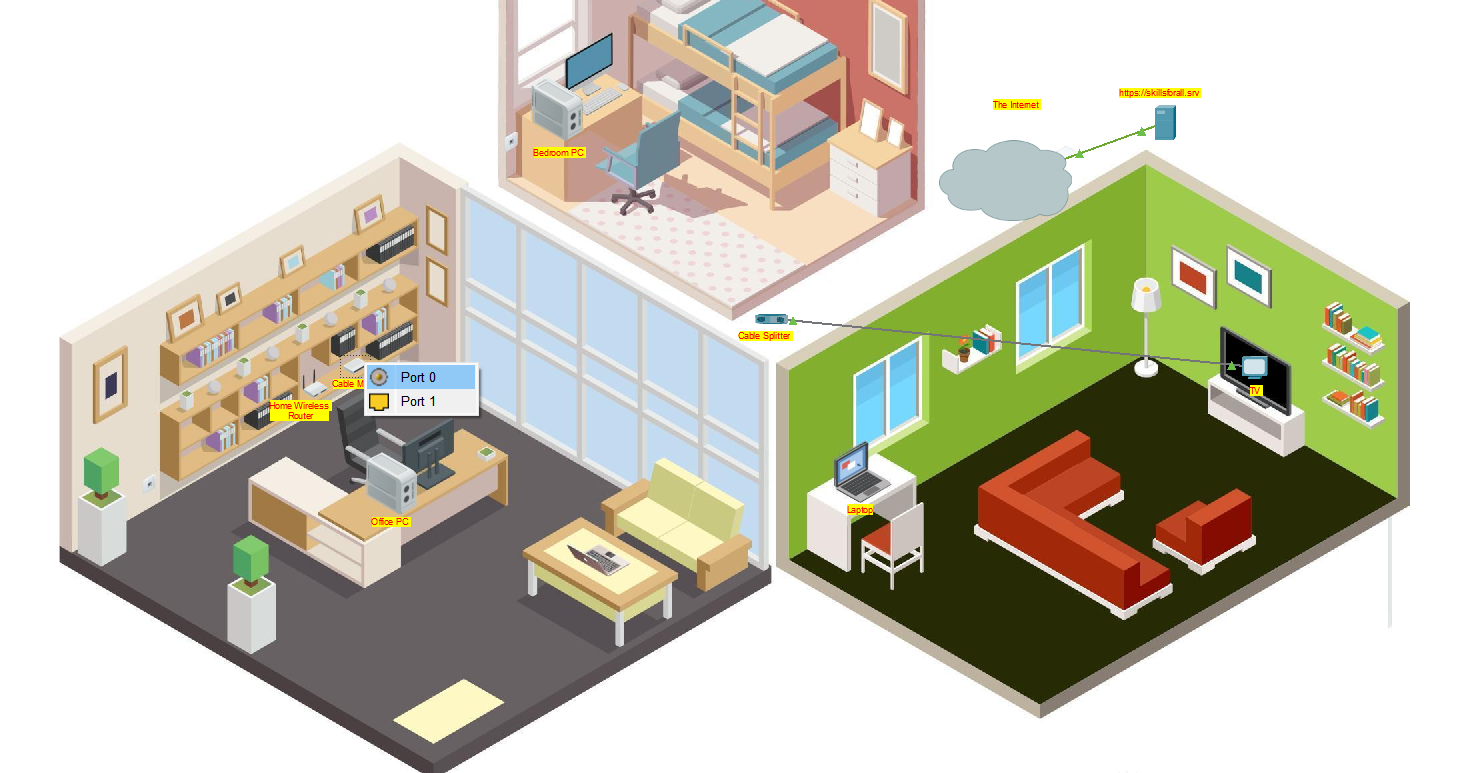 https://skillsforall.srv
The Internet
Bedroom PC
Cable Splitter
Port 0
Cable M
TV
Port 1
Home Wireless
Router
Laptop
Office PC